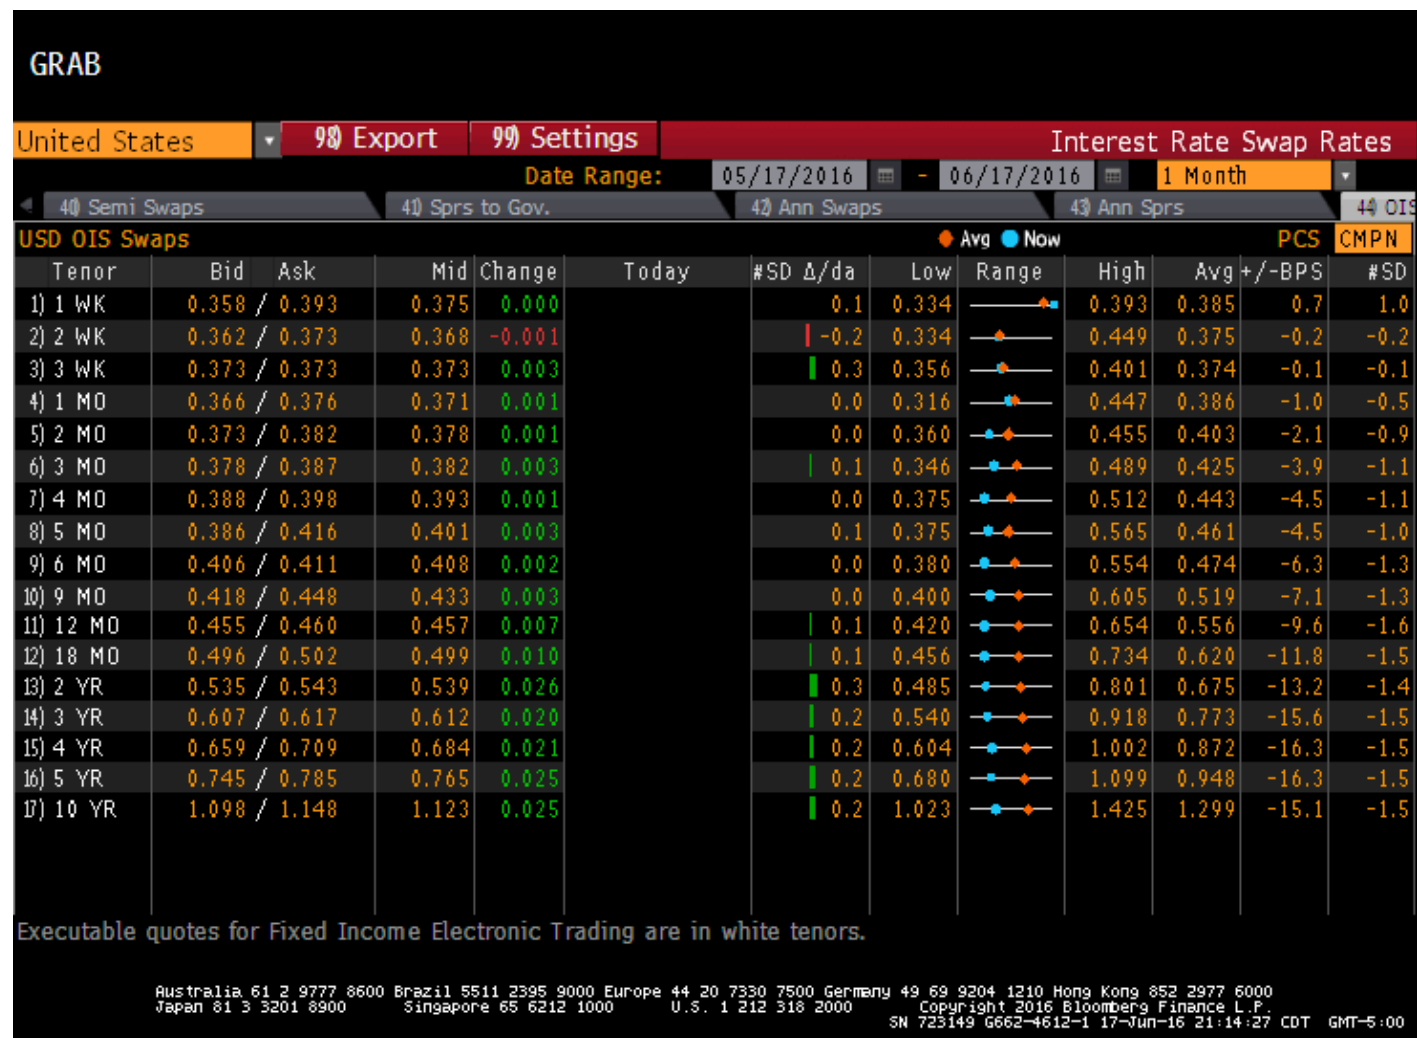 GRAB
United States 98) Export 99) Settings Interest Rate Swap Rates
Date Range: 05/17/2016 - 06/17/2016 1 Month
40) Semi Swaps 41) Sprs to Gov. 42) Ann Swaps 43) Ann Sprs 44) OIS
USD OIS Swaps Avg Now PCS CMPN
Tenor Bid Ask Mid Change Today #SD Δ/da Low Range High Avg +/-BPS #SD
1) 1 WK 0.358 / 0.393 0.375 0.000 0.1 0.334 0.393 0.385 0.7 1.0
2) 2 WK 0.362 / 0.373 0.368 -0.001 -0.2 0.334 0.449 0.375 -0.2 -0.2
3) 3 WK 0.373 / 0.373 0.373 0.003 0.3 0.356 0.401 0.374 -0.1 -0.1
4) 1 MO 0.366 / 0.376 0.371 0.001 0.0 0.316 0.447 0.386 -1.0 -0.5
5) 2 MO 0.373 / 0.382 0.378 0.001 0.0 0.360 0.455 0.403 -2.1 -0.9
6) 3 MO 0.378 / 0.387 0.382 0.003 0.1 0.346 0.489 0.425 -3.9 -1.1
7) 4 MO 0.388 / 0.398 0.393 0.001 0.0 0.375 0.512 0.443 -4.5 -1.1
8) 5 MO 0.386 / 0.416 0.401 0.003 0.1 0.375 0.565 0.461 -4.5 -1.0
9) 6 MO 0.406 / 0.411 0.408 0.002 0.0 0.380 0.554 0.474 -6.3 -1.3
10) 9 MO 0.418 / 0.448 0.433 0.003 0.0 0.400 0.605 0.519 -7.1 -1.3
11) 12 MO 0.455 / 0.460 0.457 0.007 0.1 0.420 0.654 0.556 -9.6 -1.6
12) 18 MO 0.496 / 0.502 0.499 0.010 0.1 0.456 0.734 0.620 -11.8 -1.5
13) 2 YR 0.535 / 0.543 0.539 0.026 0.3 0.485 0.801 0.675 -13.2 -1.4
14) 3 YR 0.607 / 0.617 0.612 0.020 0.2 0.540 0.918 0.773 -15.6 -1.5
15) 4 YR 0.659 / 0.709 0.684 0.021 0.2 0.604 1.002 0.872 -16.3 -1.5
16) 5 YR 0.745 / 0.785 0.765 0.025 0.2 0.680 1.099 0.948 -16.3 -1.5
17) 10 YR 1.098 / 1.148 1.123 0.025 0.2 1.023 1.425 1.299 -15.1 -1.5
Executable quotes for Fixed Income Electronic Trading are in white tenors.
Australia 61 2 9777 8600 Brazil 5511 2395 9000 Europe 44 20 7330 7500 Germany 49 69 9204 1210 Hong Kong 852 2977 6000
Japan 81 3 3201 8900 Singapore 65 6212 1000 U.S. 1 212 318 2000 Copyright 2016 Bloomberg Finance L.P.
SN 723149 G662-4612-1 17-Jun-16 21:14:27 CDT GMT-5:00